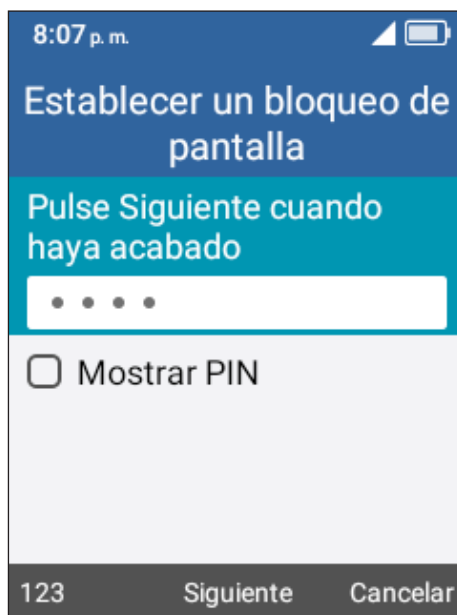 8:07 p. m.
Establecer un bloqueo de
pantalla
Pulse Siguiente cuando
haya acabado
• • • •
Mostrar PIN
123 Siguiente Cancelar